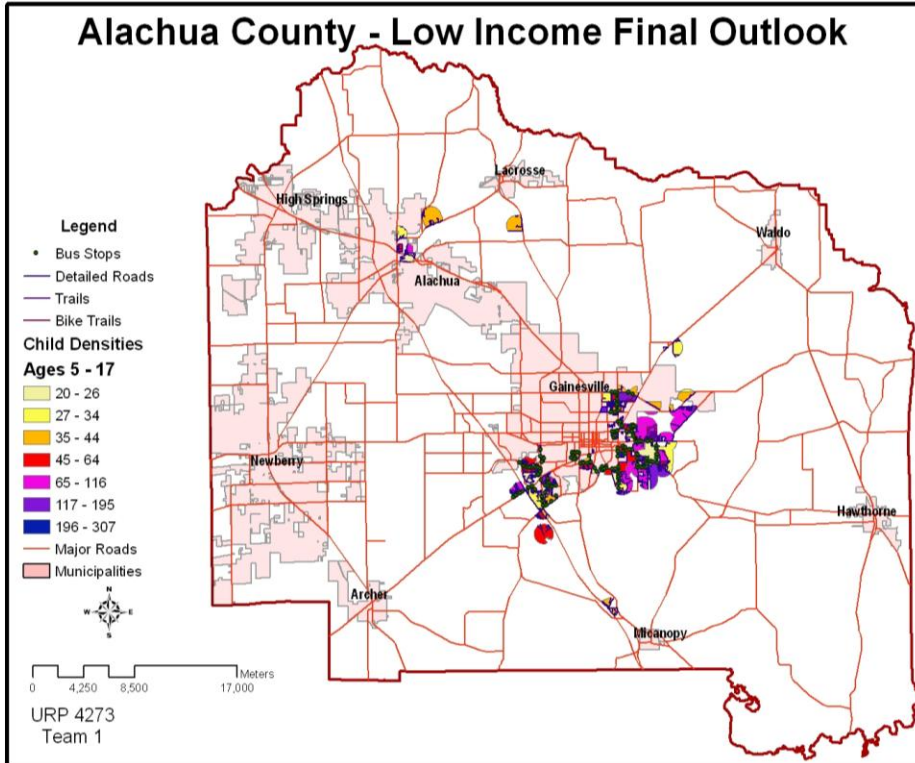 Alachua County - Low Income Final Outlook
Lacrosse
High Springs
Waldo
Alachua
Gainesville
Newberry
Hawthorne
Archer
Micanopy
Legend
Bus Stops
Detailed Roads
Trails
Bike Trails
Child Densities
Ages 5 - 17
20 - 26
27 - 34
35 - 44
45 - 64
65 - 116
117 - 195
196 - 307
Major Roads
Municipalities
N
W E
S
Meters
0 4,250 8,500 17,000
URP 4273
Team 1